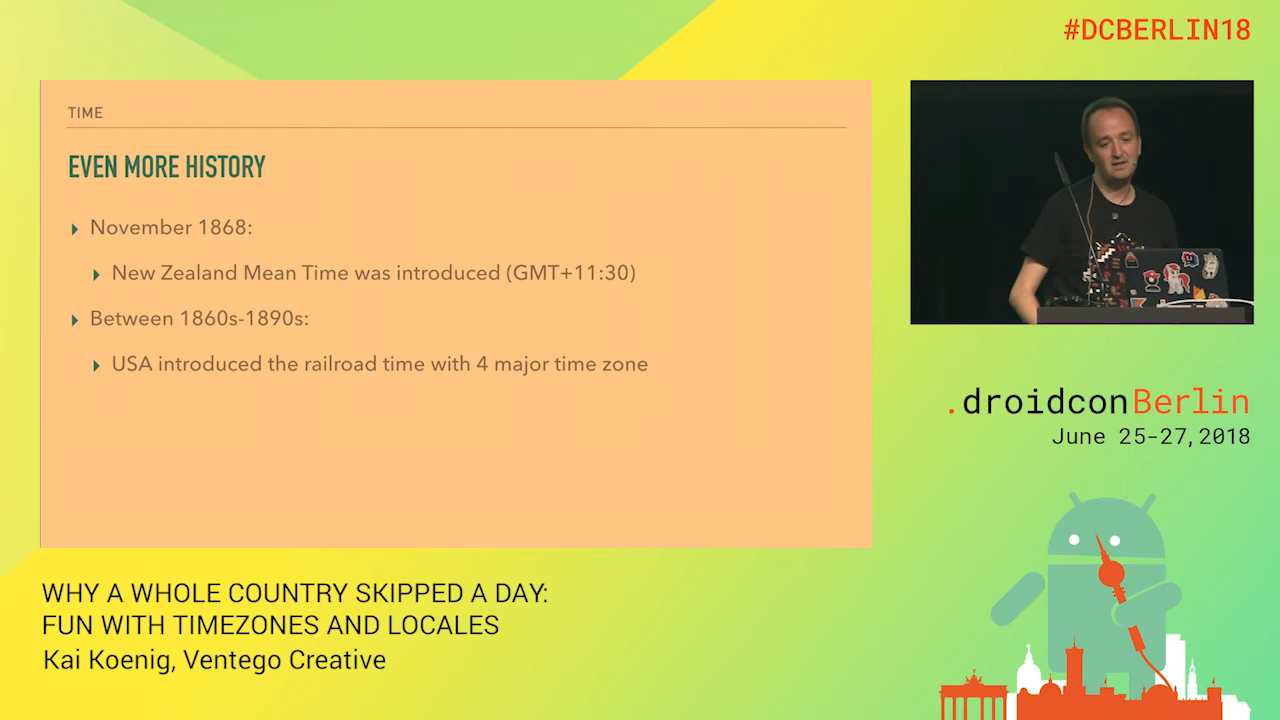 #DCBERLIN18
TIME
EVEN MORE HISTORY
November 1868:
New Zealand Mean Time was introduced (GMT+11:30)
Between 1860s-1890s:
USA introduced the railroad time with 4 major time zone
.droidconBerlin
June 25-27,2018
WHY A WHOLE COUNTRY SKIPPED A DAY:
FUN WITH TIMEZONES AND LOCALES
Kai Koenig, Ventego Creative